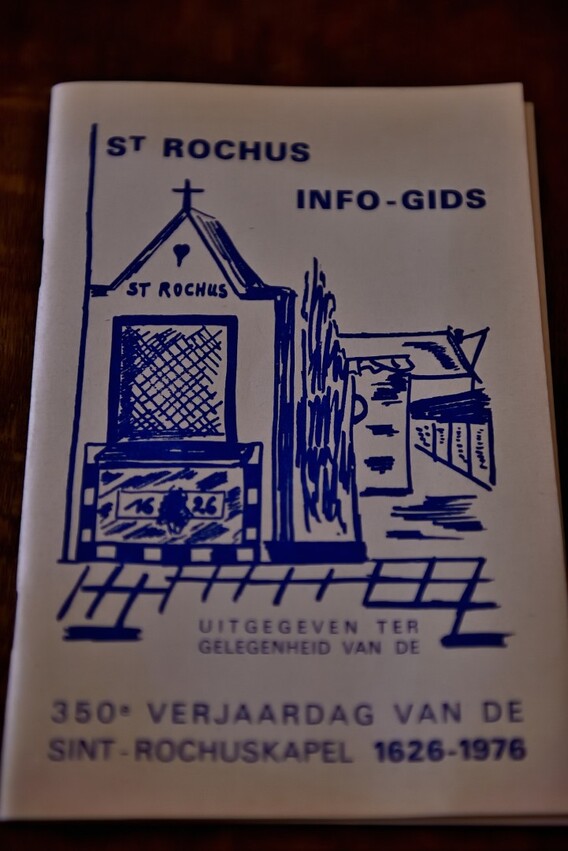 Sᵀ ROCHUS
INFO-GIDS
ST ROCHUS
16 26
UITGEGEVEN TER
GELEGENHEID VAN DE
350ᵉ VERJAARDAG VAN DE
SINT-ROCHUSKAPEL 1626-1976